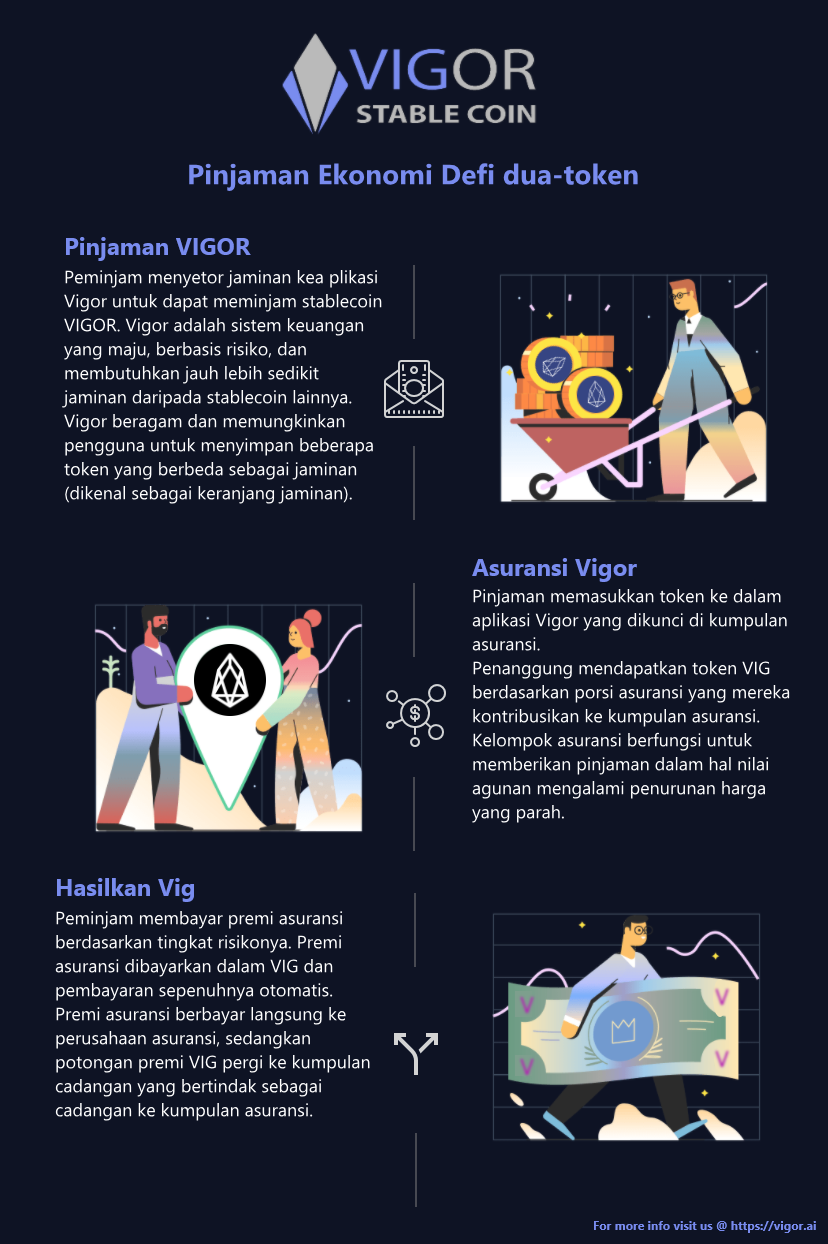 VIGOR
STABLE COIN
Pinjaman Ekonomi Defi dua-token
Pinjaman VIGOR
Peminjam menyetor jaminan kea plikasi
Vigor untuk dapat meminjam stablecoin
VIGOR. Vigor adalah sistem keuangan
yang maju, berbasis risiko, dan
membutuhkan jauh lebih sedikit
jaminan daripada stablecoin lainnya.
Vigor beragam dan memungkinkan
pengguna untuk menyimpan beberapa
token yang berbeda sebagai jaminan
(dikenal sebagai keranjang jaminan).
Asuransi Vigor
Pinjaman memasukkan token ke dalam
aplikasi Vigor yang dikunci di kumpulan
asuransi.
Penanggung mendapatkan token VIG
berdasarkan porsi asuransi yang mereka
kontribusikan ke kumpulan asuransi.
Kelompok asuransi berfungsi untuk
memberikan pinjaman dalam hal nilai
agunan mengalami penurunan harga
yang parah.
$
Hasilkan Vig
Peminjam membayar premi asuransi
berdasarkan tingkat risikonya. Premi
asuransi dibayarkan dalam VIG dan
pembayaran sepenuhnya otomatis.
Premi asuransi berbayar langsung ke
perusahaan asuransi, sedangkan
potongan premi VIG pergi ke kumpulan
cadangan yang bertindak sebagai
cadangan ke kumpulan asuransi.
V
V
V
V
For more info visit us @ https://vigor.ai